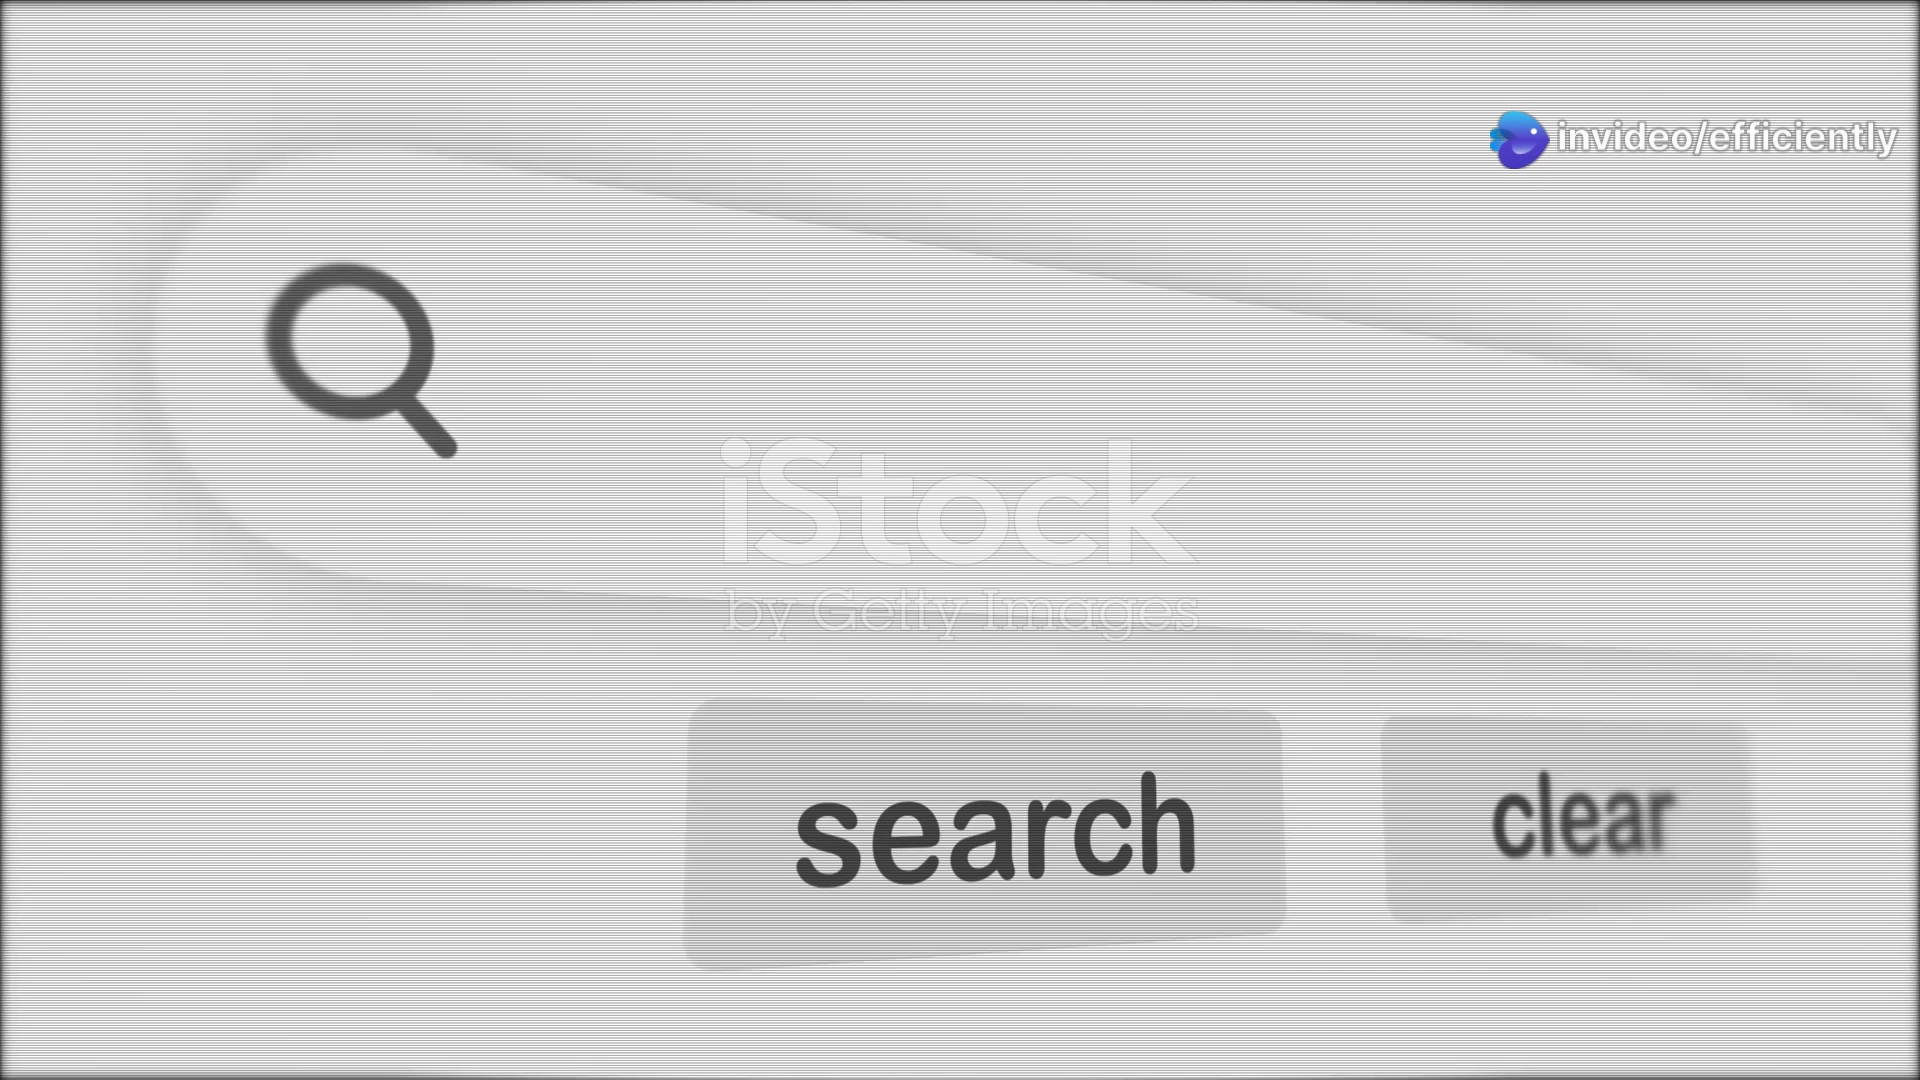 invideo/efficiently
iStock
by Getty Images
search
clear